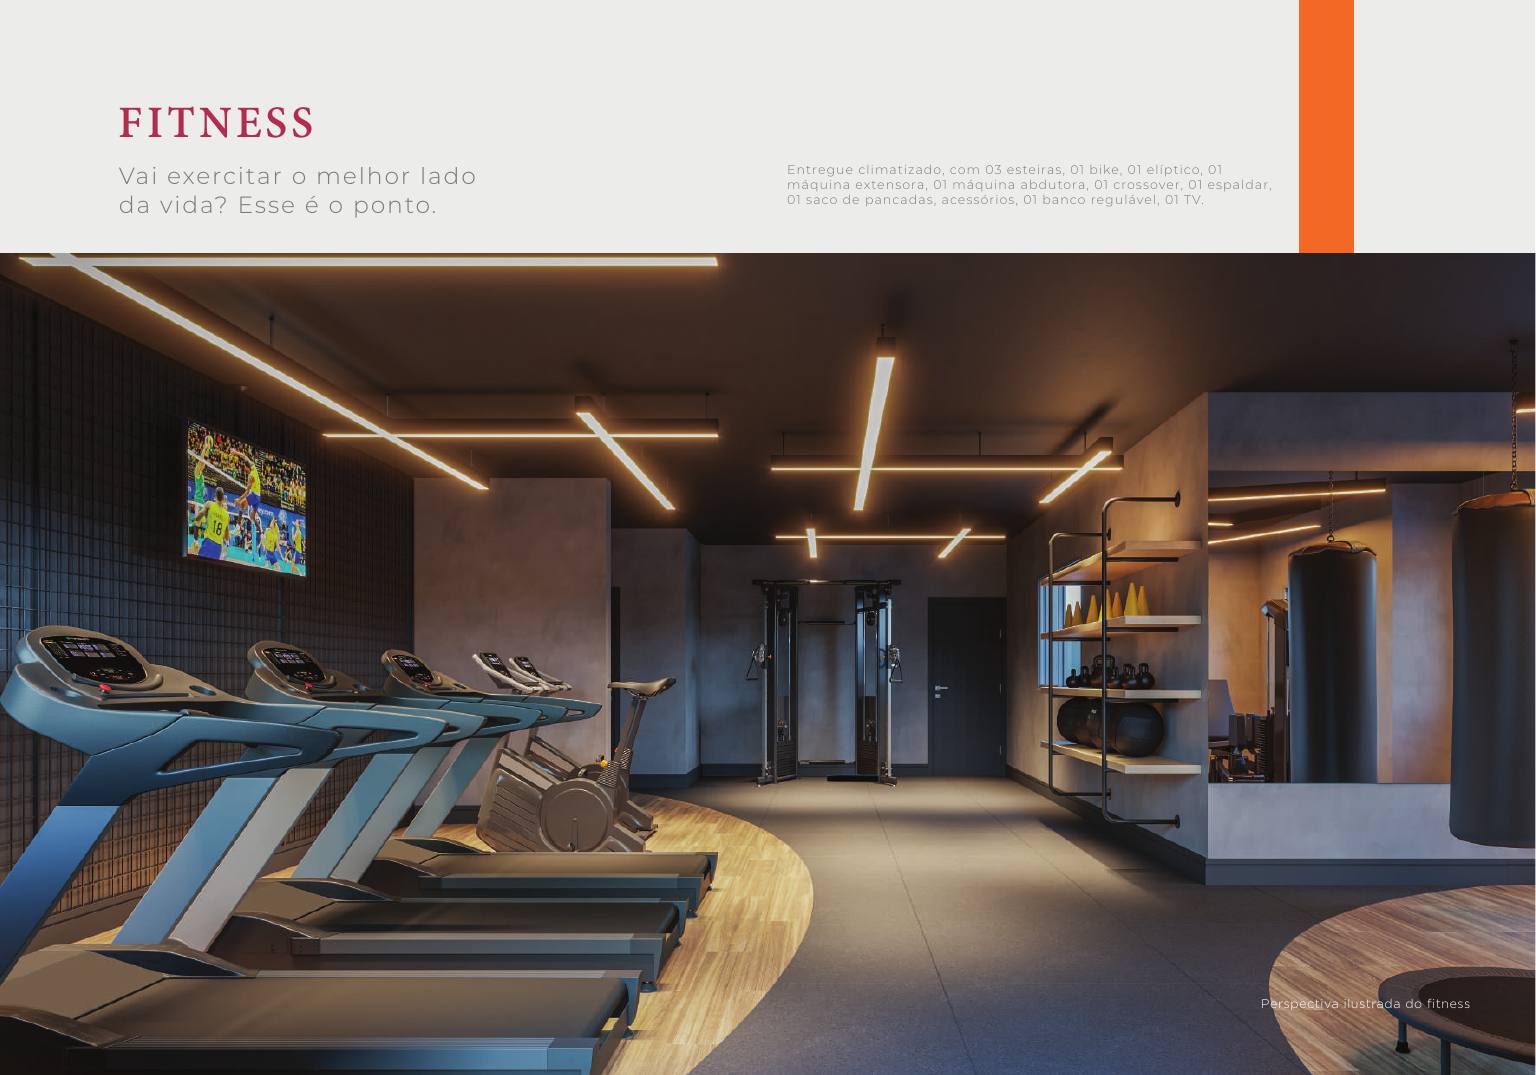 FITNESS
Vai exercitar o melhor lado
da vida? Esse é o ponto.
Entregue climatizado, com 03 esteiras, 01 bike, 01 elíptico, 01
máquina extensora, 01 máquina abdutora, 01 crossover, 01 espaldar,
01 saco de pancadas, acessórios, 01 banco regulável, 01 TV.
18
Perspectiva ilustrada do fitness